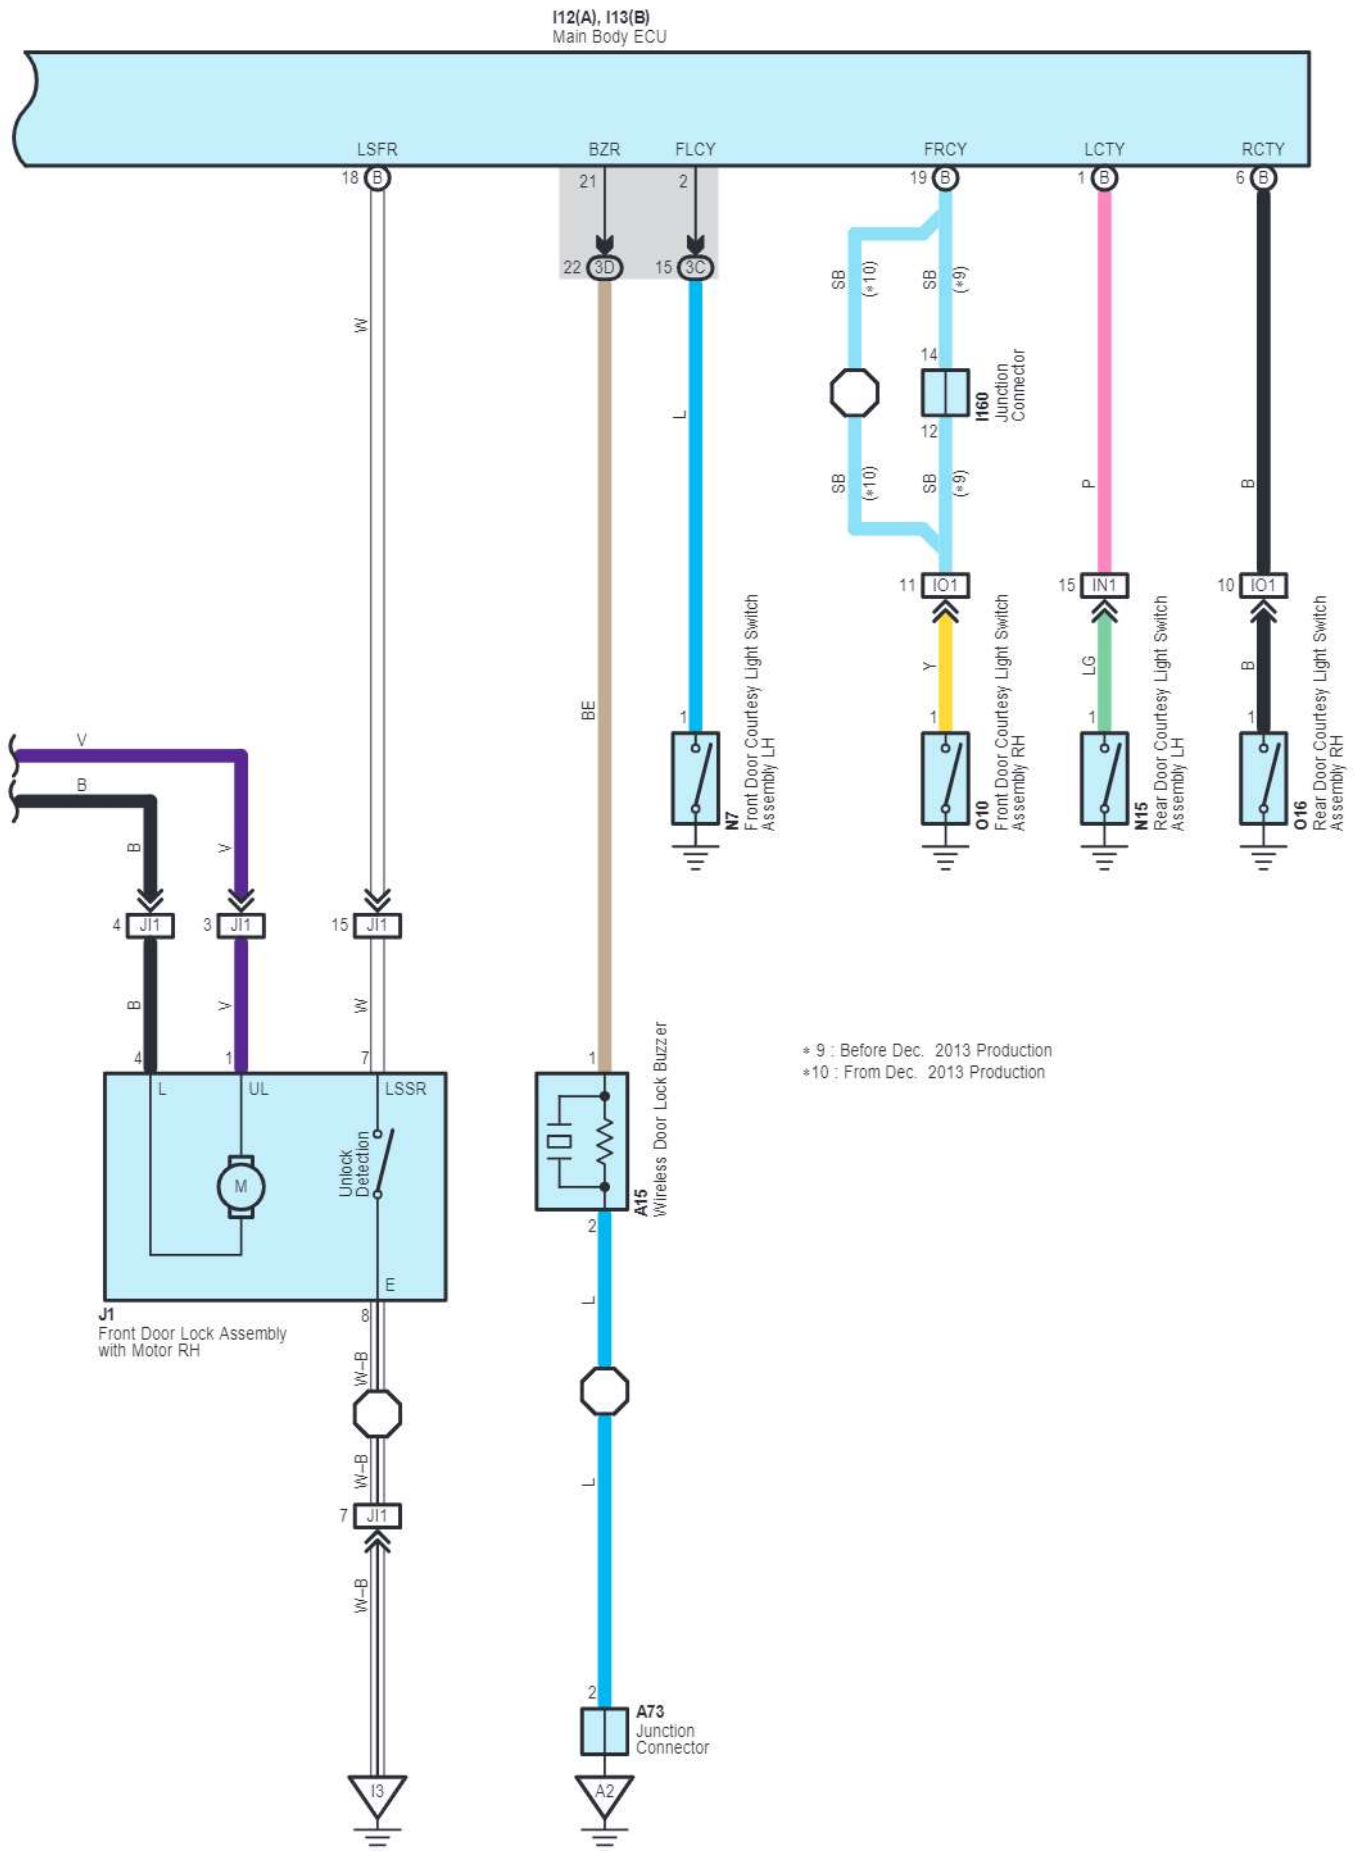 I12(A), I13(B)
Main Body ECU
LSFR
BZR
FLCY
FRCY
LCTY
RCTY
18 B
21
2
19 B
1 B
6 B
22 3D
15 3C
SB
(*10)
SB
(*9)
W
14
I160
Junction
Connector
L
12
SB
(*10)
SB
(*9)
P
B
11 IO1
15 IN1
10 IO1
Y
LG
B
BE
1
1
1
1
N7
Front Door Courtesy Light Switch
Assembly LH
O10
Front Door Courtesy Light Switch
Assembly RH
N15
Rear Door Courtesy Light Switch
Assembly LH
O16
Rear Door Courtesy Light Switch
Assembly RH
V
B
B
V
4 JI1
3 JI1
15 JI1
B
V
W
4
1
7
1
L
UL
LSSR
Unlock
Detection
M
E
J1
Front Door Lock Assembly
with Motor RH
A15
Wireless Door Lock Buzzer
* 9 : Before Dec. 2013 Production
*10 : From Dec. 2013 Production
2
L
8
W-B
W-B
L
7 JI1
W-B
2
A73
Junction
Connector
I3
A2